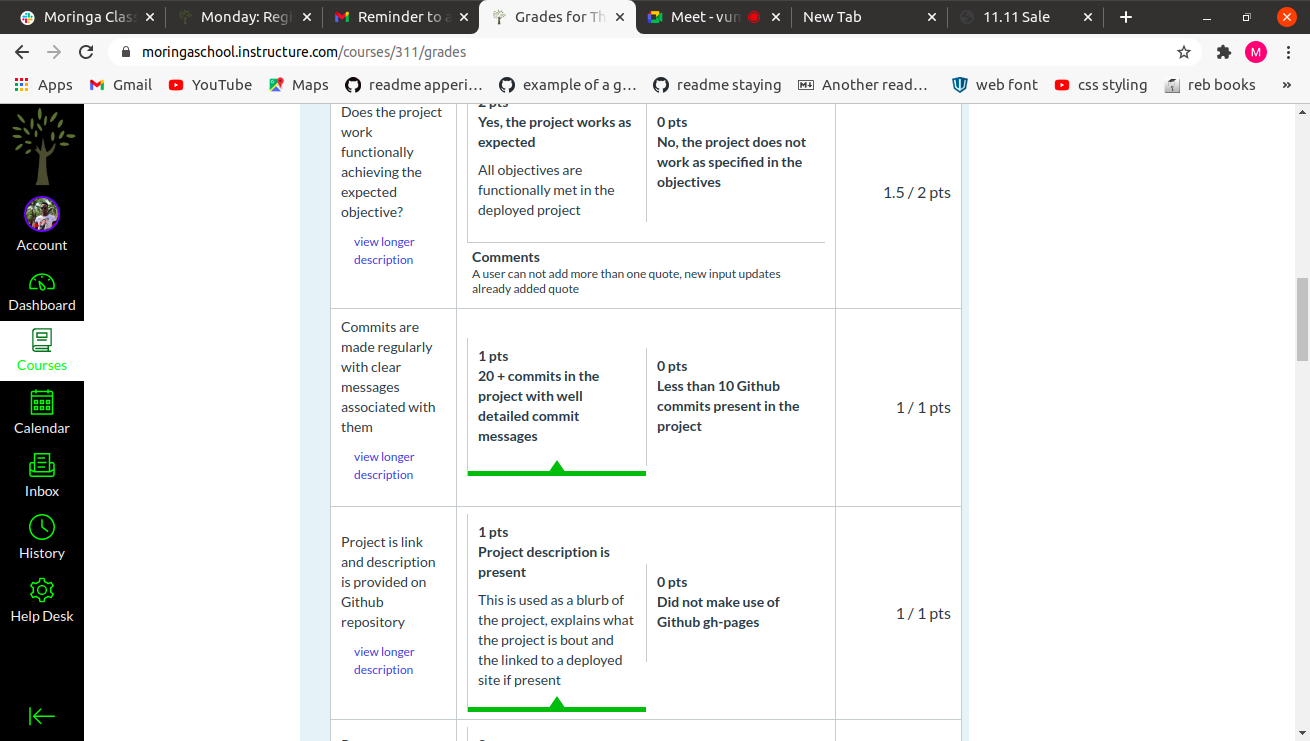 Moringa Clas
Monday: Regi
Reminder to a
Grades for Th
Meet - vun
New Tab
11.11 Sale
moringaschool.instructure.com/courses/311/grades
M
Apps
Gmail
YouTube
Maps
readme apperi...
example of a g...
readme staying
Another read...
web font
css styling
reb books
»
Account
Dashboard
Courses
Calendar
Inbox
History
Help Desk
Does the project
work
functionally
achieving the
expected
objective?
view longer
description
2 pts
Yes, the project works as
expected
All objectives are
functionally met in the
deployed project
0 pts
No, the project does not
work as specified in the
objectives
1.5 / 2 pts
Comments
A user can not add more than one quote, new input updates
already added quote
Commits are
made regularly
with clear
messages
associated with
them
view longer
description
1 pts
20 + commits in the
project with well
detailed commit
messages
0 pts
Less than 10 Github
commits present in the
project
1 / 1 pts
Project is link
and description
is provided on
Github
repository
view longer
description
1 pts
Project description is
present
This is used as a blurb of
the project, explains what
the project is bout and
the linked to a deployed
site if present
0 pts
Did not make use of
Github gh-pages
1 / 1 pts